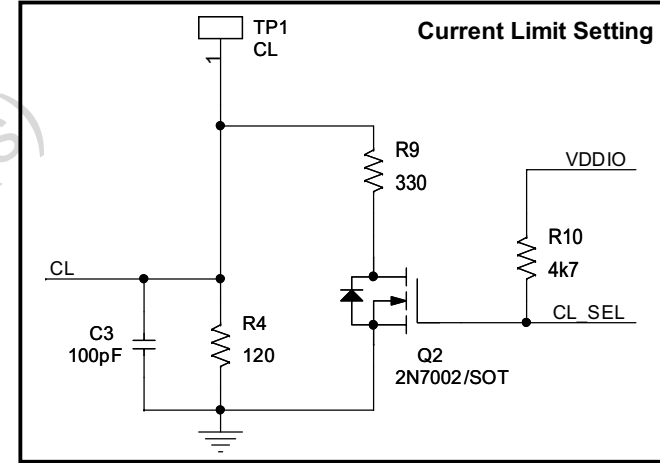 Current Limit Setting
TP1
CL
1
R9
330
VDDIO
R10
4k7
CL
CL_SEL
C3
100pF
R4
120
Q2
2N7002/SOT